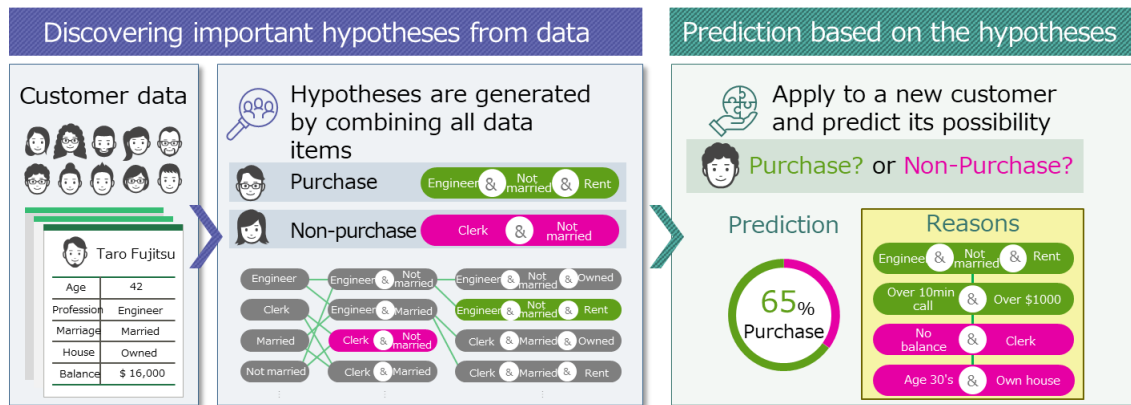 Discovering important hypotheses from data
Prediction based on the hypotheses
Customer data
Taro Fujitsu
Age 42
Profession Engineer
Marriage Married
House Owned
Balance $ 16,000
Hypotheses are generated
by combining all data
items
Purchase
Engineer & Not married & Rent
Non-purchase
Clerk & Not married
Engineer
Clerk
Married
Not married
Engineer & Not married
Engineer & Married
Clerk & Not married
Clerk & Married
Engineer & Not married & Owned
Engineer & Not married & Rent
Clerk & Married & Owned
Clerk & Married & Rent
Apply to a new customer
and predict its possibility
Purchase? or Non-Purchase?
Prediction
65%
Purchase
Reasons
Engineer & Not married & Rent
Over 10min call & Over $1000
No balance & Clerk
Age 30's & Own house